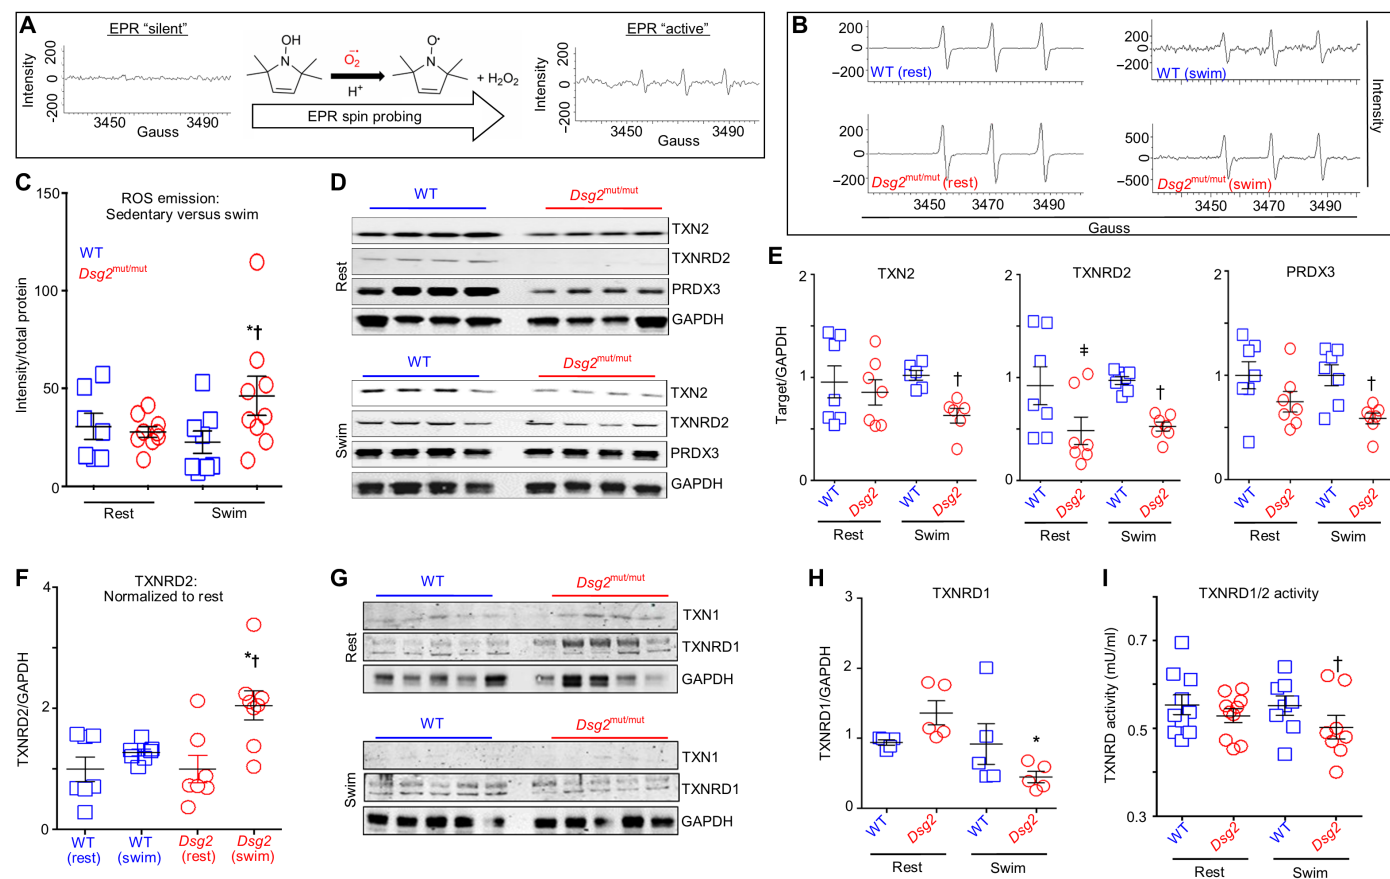 A
EPR “silent”
Intensity
200
0
-200
3450
3490
Gauss
OH
N
O₂•−
H⁺
O•
N
+ H₂O₂
EPR spin probing
EPR “active”
Intensity
200
0
-200
3450
3490
Gauss
B
200
0
−200
WT (rest)
200
0
−200
WT (swim)
200
0
−200
Dsg2mut/mut (rest)
500
0
−500
Dsg2mut/mut (swim)
3450
3470
3490
3450
3470
3490
Gauss
Intensity
C
ROS emission:
Sedentary versus swim
WT
Dsg2mut/mut
Intensity/total protein
150
100
50
0
*†
Rest
Swim
D
WT
Dsg2mut/mut
Rest
TXN2
TXNRD2
PRDX3
GAPDH
WT
Dsg2mut/mut
Swim
TXN2
TXNRD2
PRDX3
GAPDH
E
Target/GAPDH
TXN2
2
1
0
†
WT
Dsg2
WT
Dsg2
Rest
Swim
TXNRD2
2
1
0
‡
†
WT
Dsg2
WT
Dsg2
Rest
Swim
PRDX3
2
1
0
†
WT
Dsg2
WT
Dsg2
Rest
Swim
F
TXNRD2:
Normalized to rest
TXNRD2/GAPDH
4
2
0
*†
WT
(rest)
WT
(swim)
Dsg2
(rest)
Dsg2
(swim)
G
WT
Dsg2mut/mut
Rest
TXN1
TXNRD1
GAPDH
WT
Dsg2mut/mut
Swim
TXN1
TXNRD1
GAPDH
H
TXNRD1
TXNRD1/GAPDH
3
2
1
0
*
WT
Dsg2
WT
Dsg2
Rest
Swim
I
TXNRD1/2 activity
TXNRD activity (mU/ml)
0.7
0.5
0.3
†
WT
Dsg2
WT
Dsg2
Rest
Swim